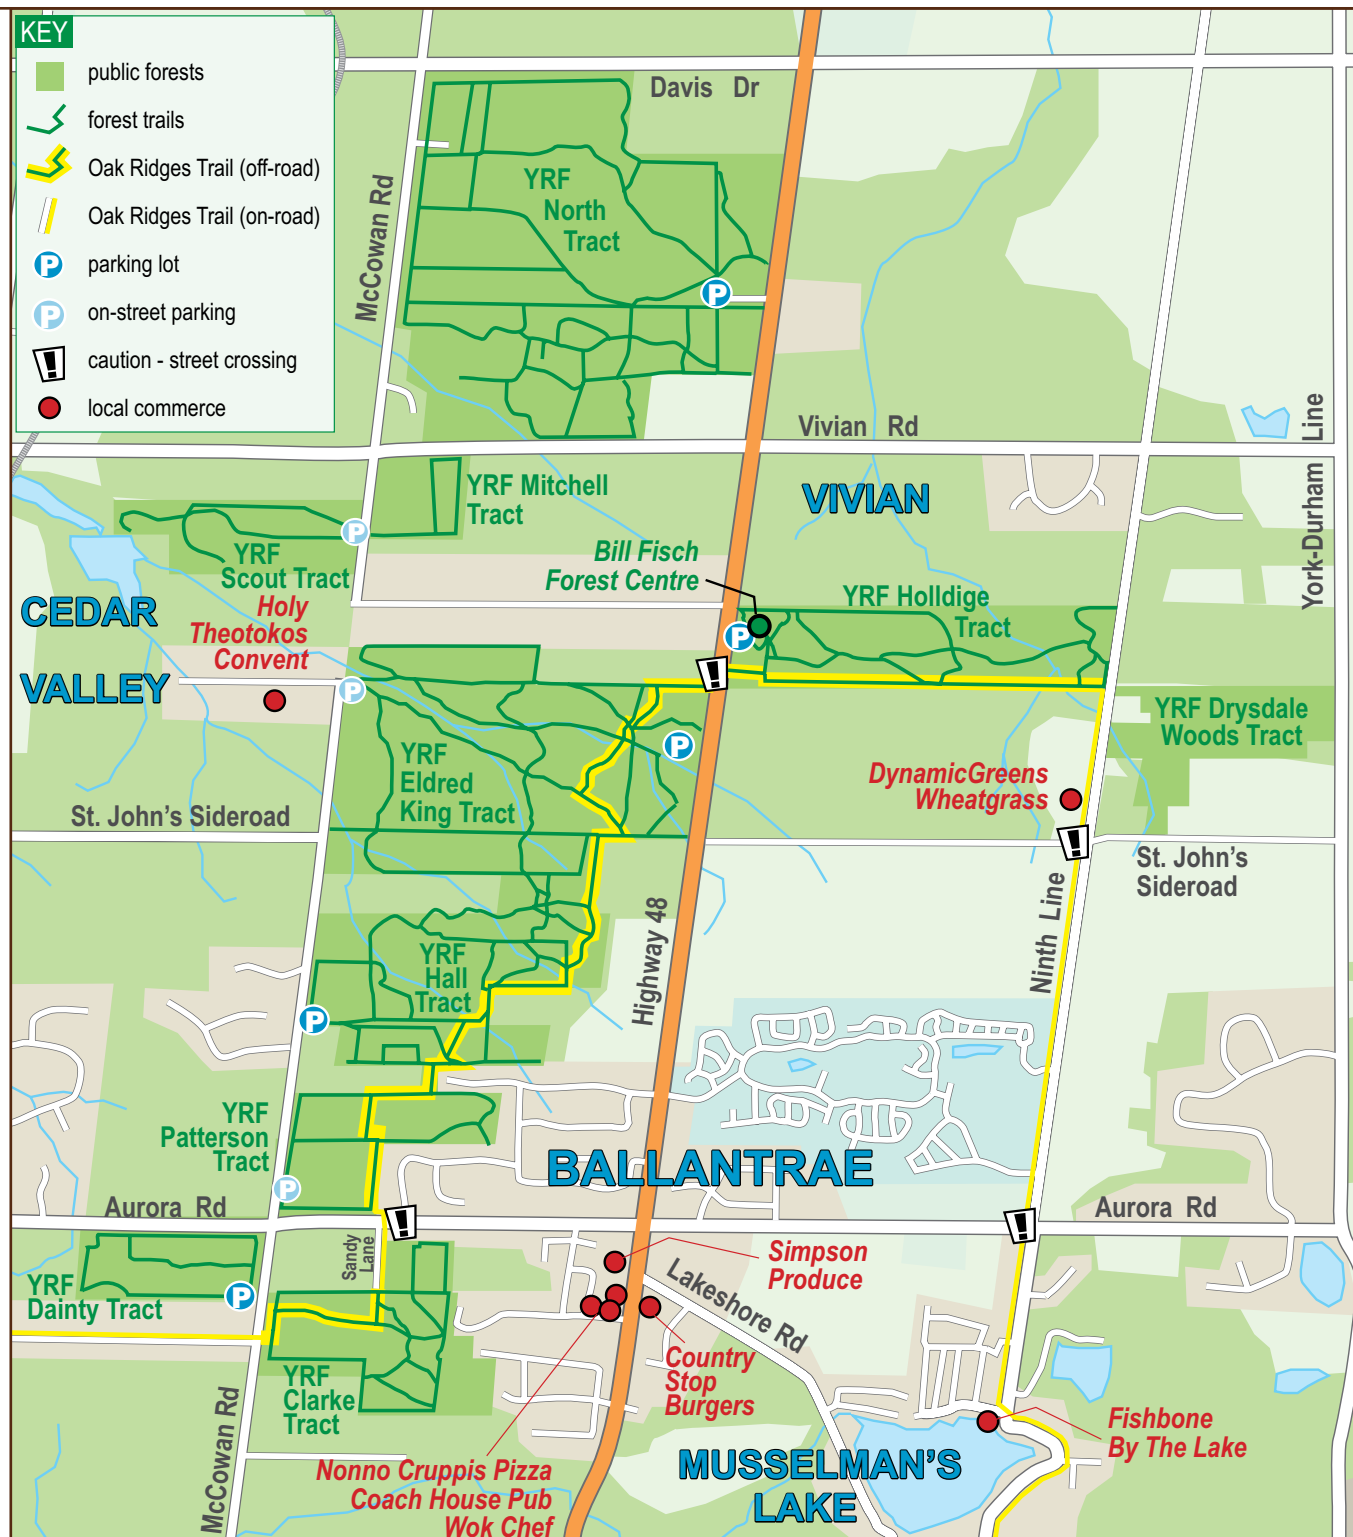 KEY
public forests
forest trails
Oak Ridges Trail (off-road)
Oak Ridges Trail (on-road)
P parking lot
P on-street parking
! caution - street crossing
local commerce
Davis Dr
McCowan Rd
YRF
North
Tract
P
Vivian Rd
York-Durham Line
YRF Mitchell
Tract
VIVIAN
P
YRF
Scout Tract
Bill Fisch
Forest Centre
CEDAR
VALLEY
Holy
Theotokos
Convent
YRF Holldige
Tract
P
!
P
YRF Drysdale
Woods Tract
YRF
Eldred
King Tract
P
DynamicGreens
Wheatgrass
St. John's Sideroad
!
St. John's
Sideroad
Highway 48
Ninth Line
YRF
Hall
Tract
P
YRF
Patterson
Tract
P
BALLANTRAE
Aurora Rd
!
!
Aurora Rd
Sandy
Lane
YRF
Dainty Tract
P
Simpson
Produce
Lakeshore Rd
Country
Stop
Burgers
YRF
Clarke
Tract
McCowan Rd
Nonno Cruppis Pizza
Coach House Pub
Wok Chef
MUSSELMAN'S
LAKE
Fishbone
By The Lake